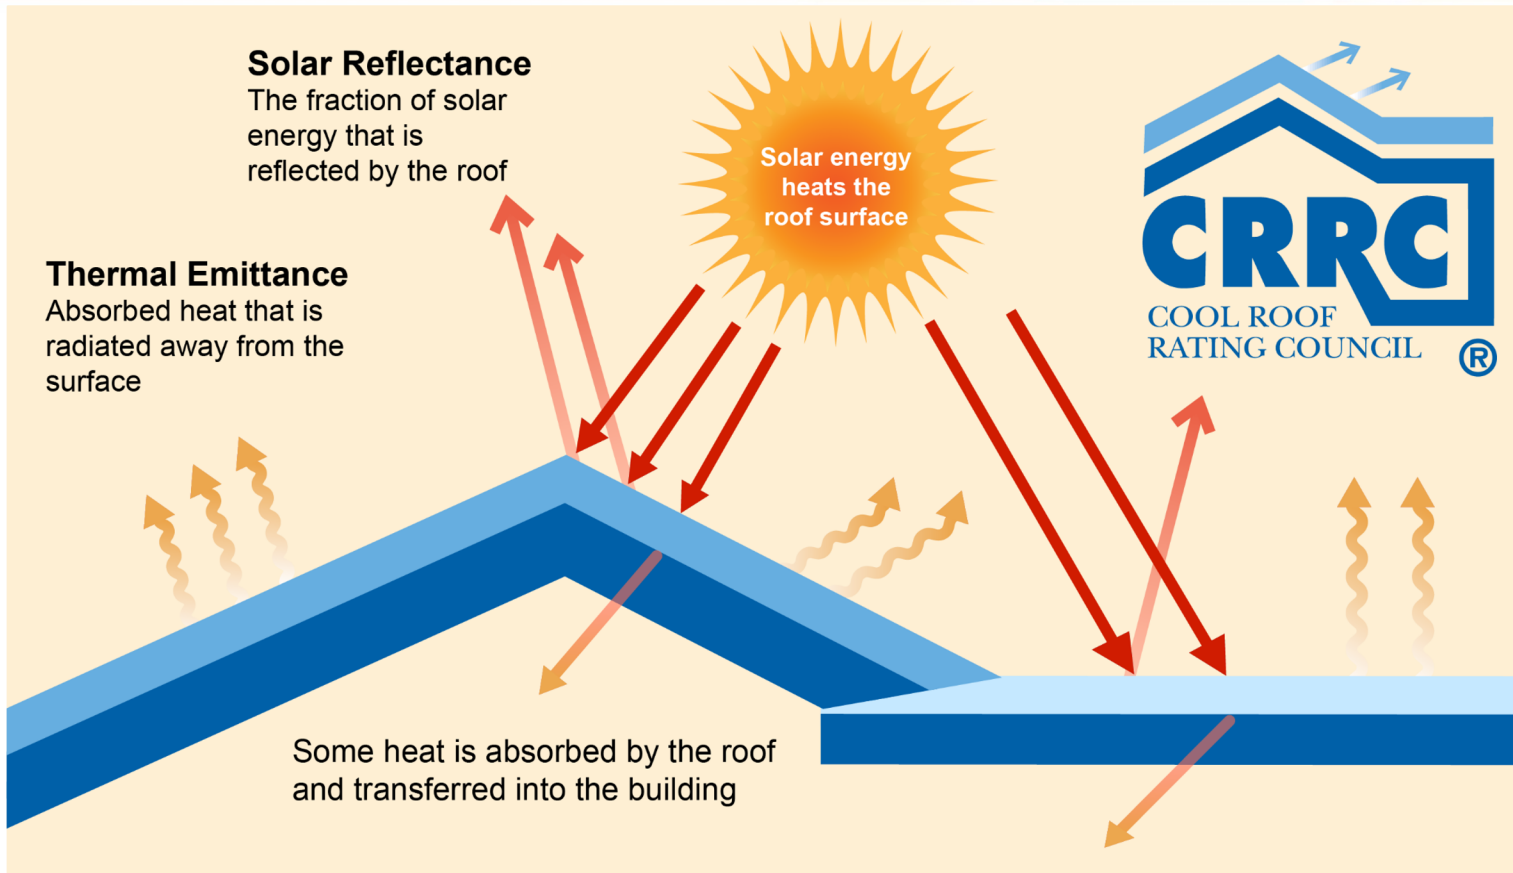 Solar Reflectance
The fraction of solar
energy that is
reflected by the roof
Solar energy
heats the
roof surface
CRRC
COOL ROOF
RATING COUNCIL ®
Thermal Emittance
Absorbed heat that is
radiated away from the
surface
Some heat is absorbed by the roof
and transferred into the building